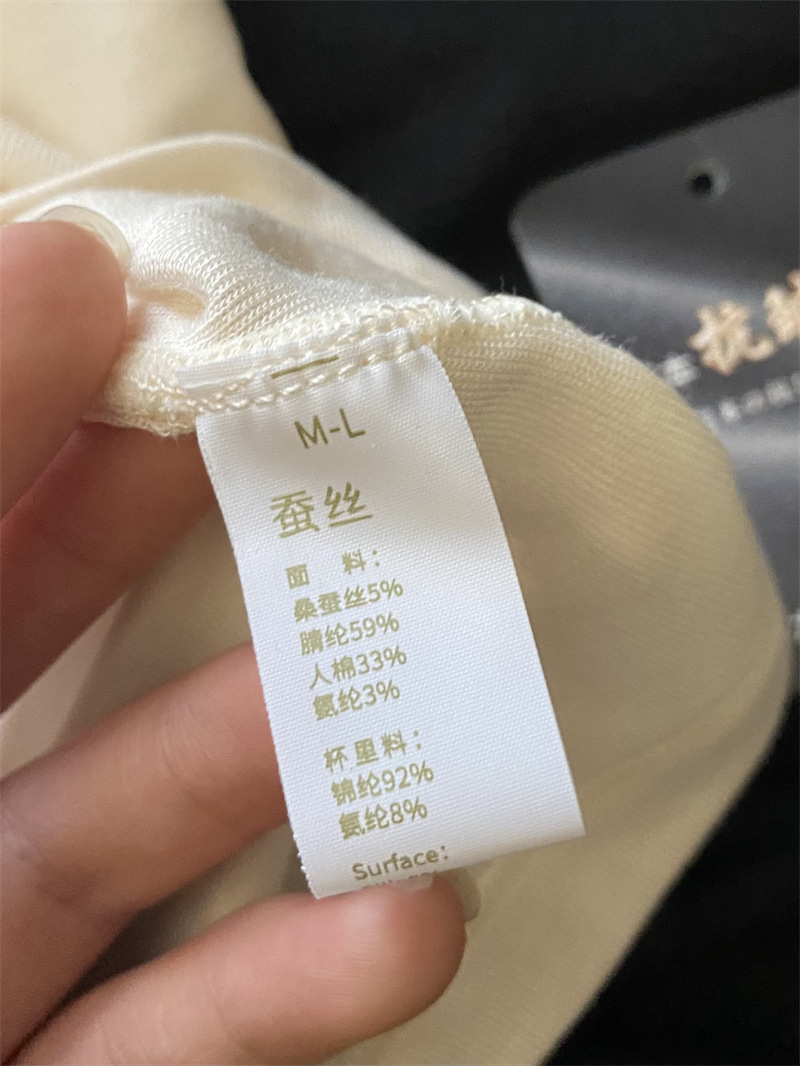 M-L
蚕丝
面 料：
桑蚕丝5%
腈纶59%
人棉33%
氨纶3%
杯里料：
锦纶92%
氨纶8%
Surface:
抗